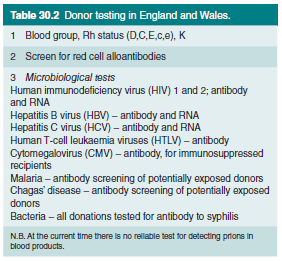 Table 30.2 Donor testing in England and Wales.
1 Blood group, Rh status (D,C,E,c,e), K
2 Screen for red cell alloantibodies
3 Microbiological tests
Human immunodeficiency virus (HIV) 1 and 2; antibody
and RNA
Hepatitis B virus (HBV) – antibody and RNA
Hepatitis C virus (HCV) – antibody and RNA
Human T-cell leukaemia viruses (HTLV) – antibody
Cytomegalovirus (CMV) – antibody, for immunosuppressed
recipients
Malaria – antibody screening of potentially exposed donors
Chagas' disease – antibody screening of potentially exposed
donors
Bacteria – all donations tested for antibody to syphilis
N.B. At the current time there is no reliable test for detecting prions in
blood products.